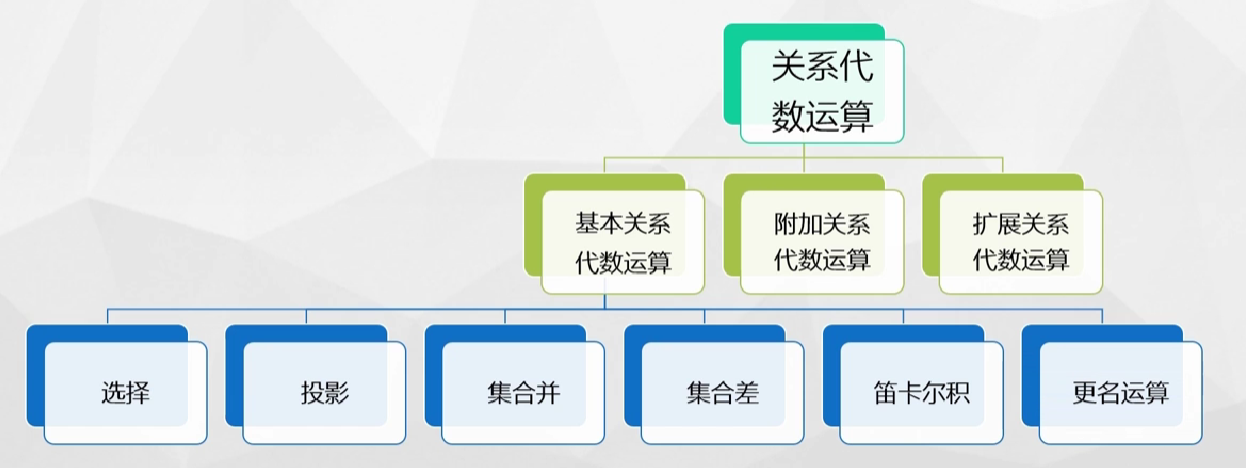 关系代
数运算
基本关系
代数运算
附加关系
代数运算
扩展关系
代数运算
选择
投影
集合并
集合差
笛卡尔积
更名运算